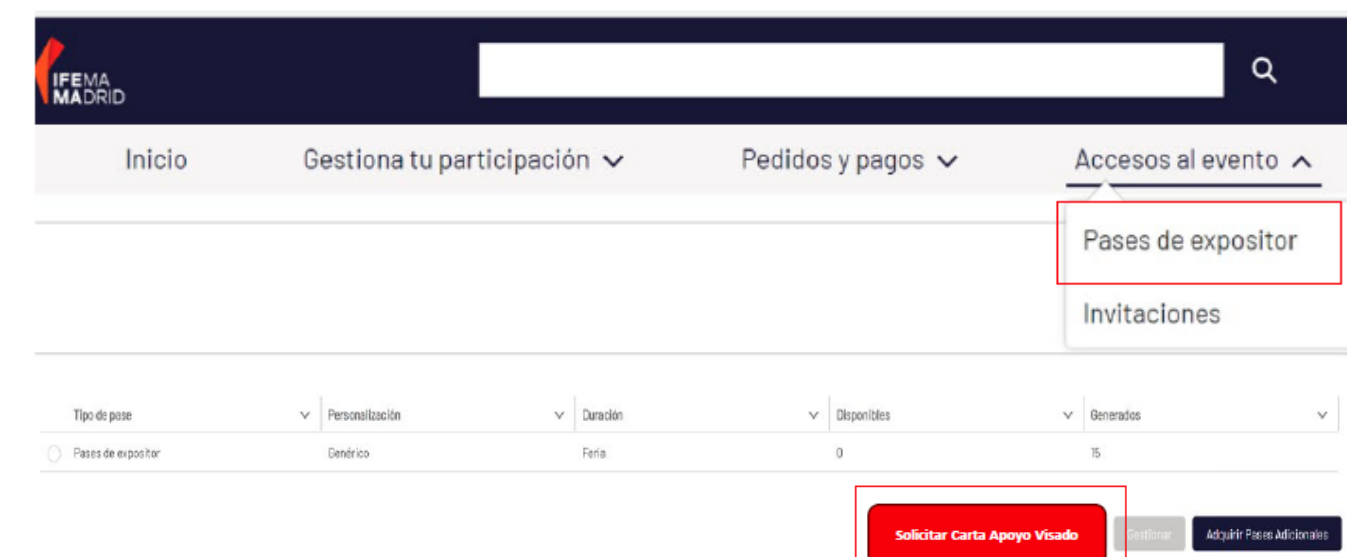 IFEMA
MADRID
Inicio Gestiona tu participación Pedidos y pagos Accesos al evento
Pases de expositor
Invitaciones
Tipo de pase Personalización Duración Disponibles Generados
Pases de expositor Genérico Feria 0 15
Solicitar Carta Apoyo Visado Gestionar Adquirir Pases Adicionales